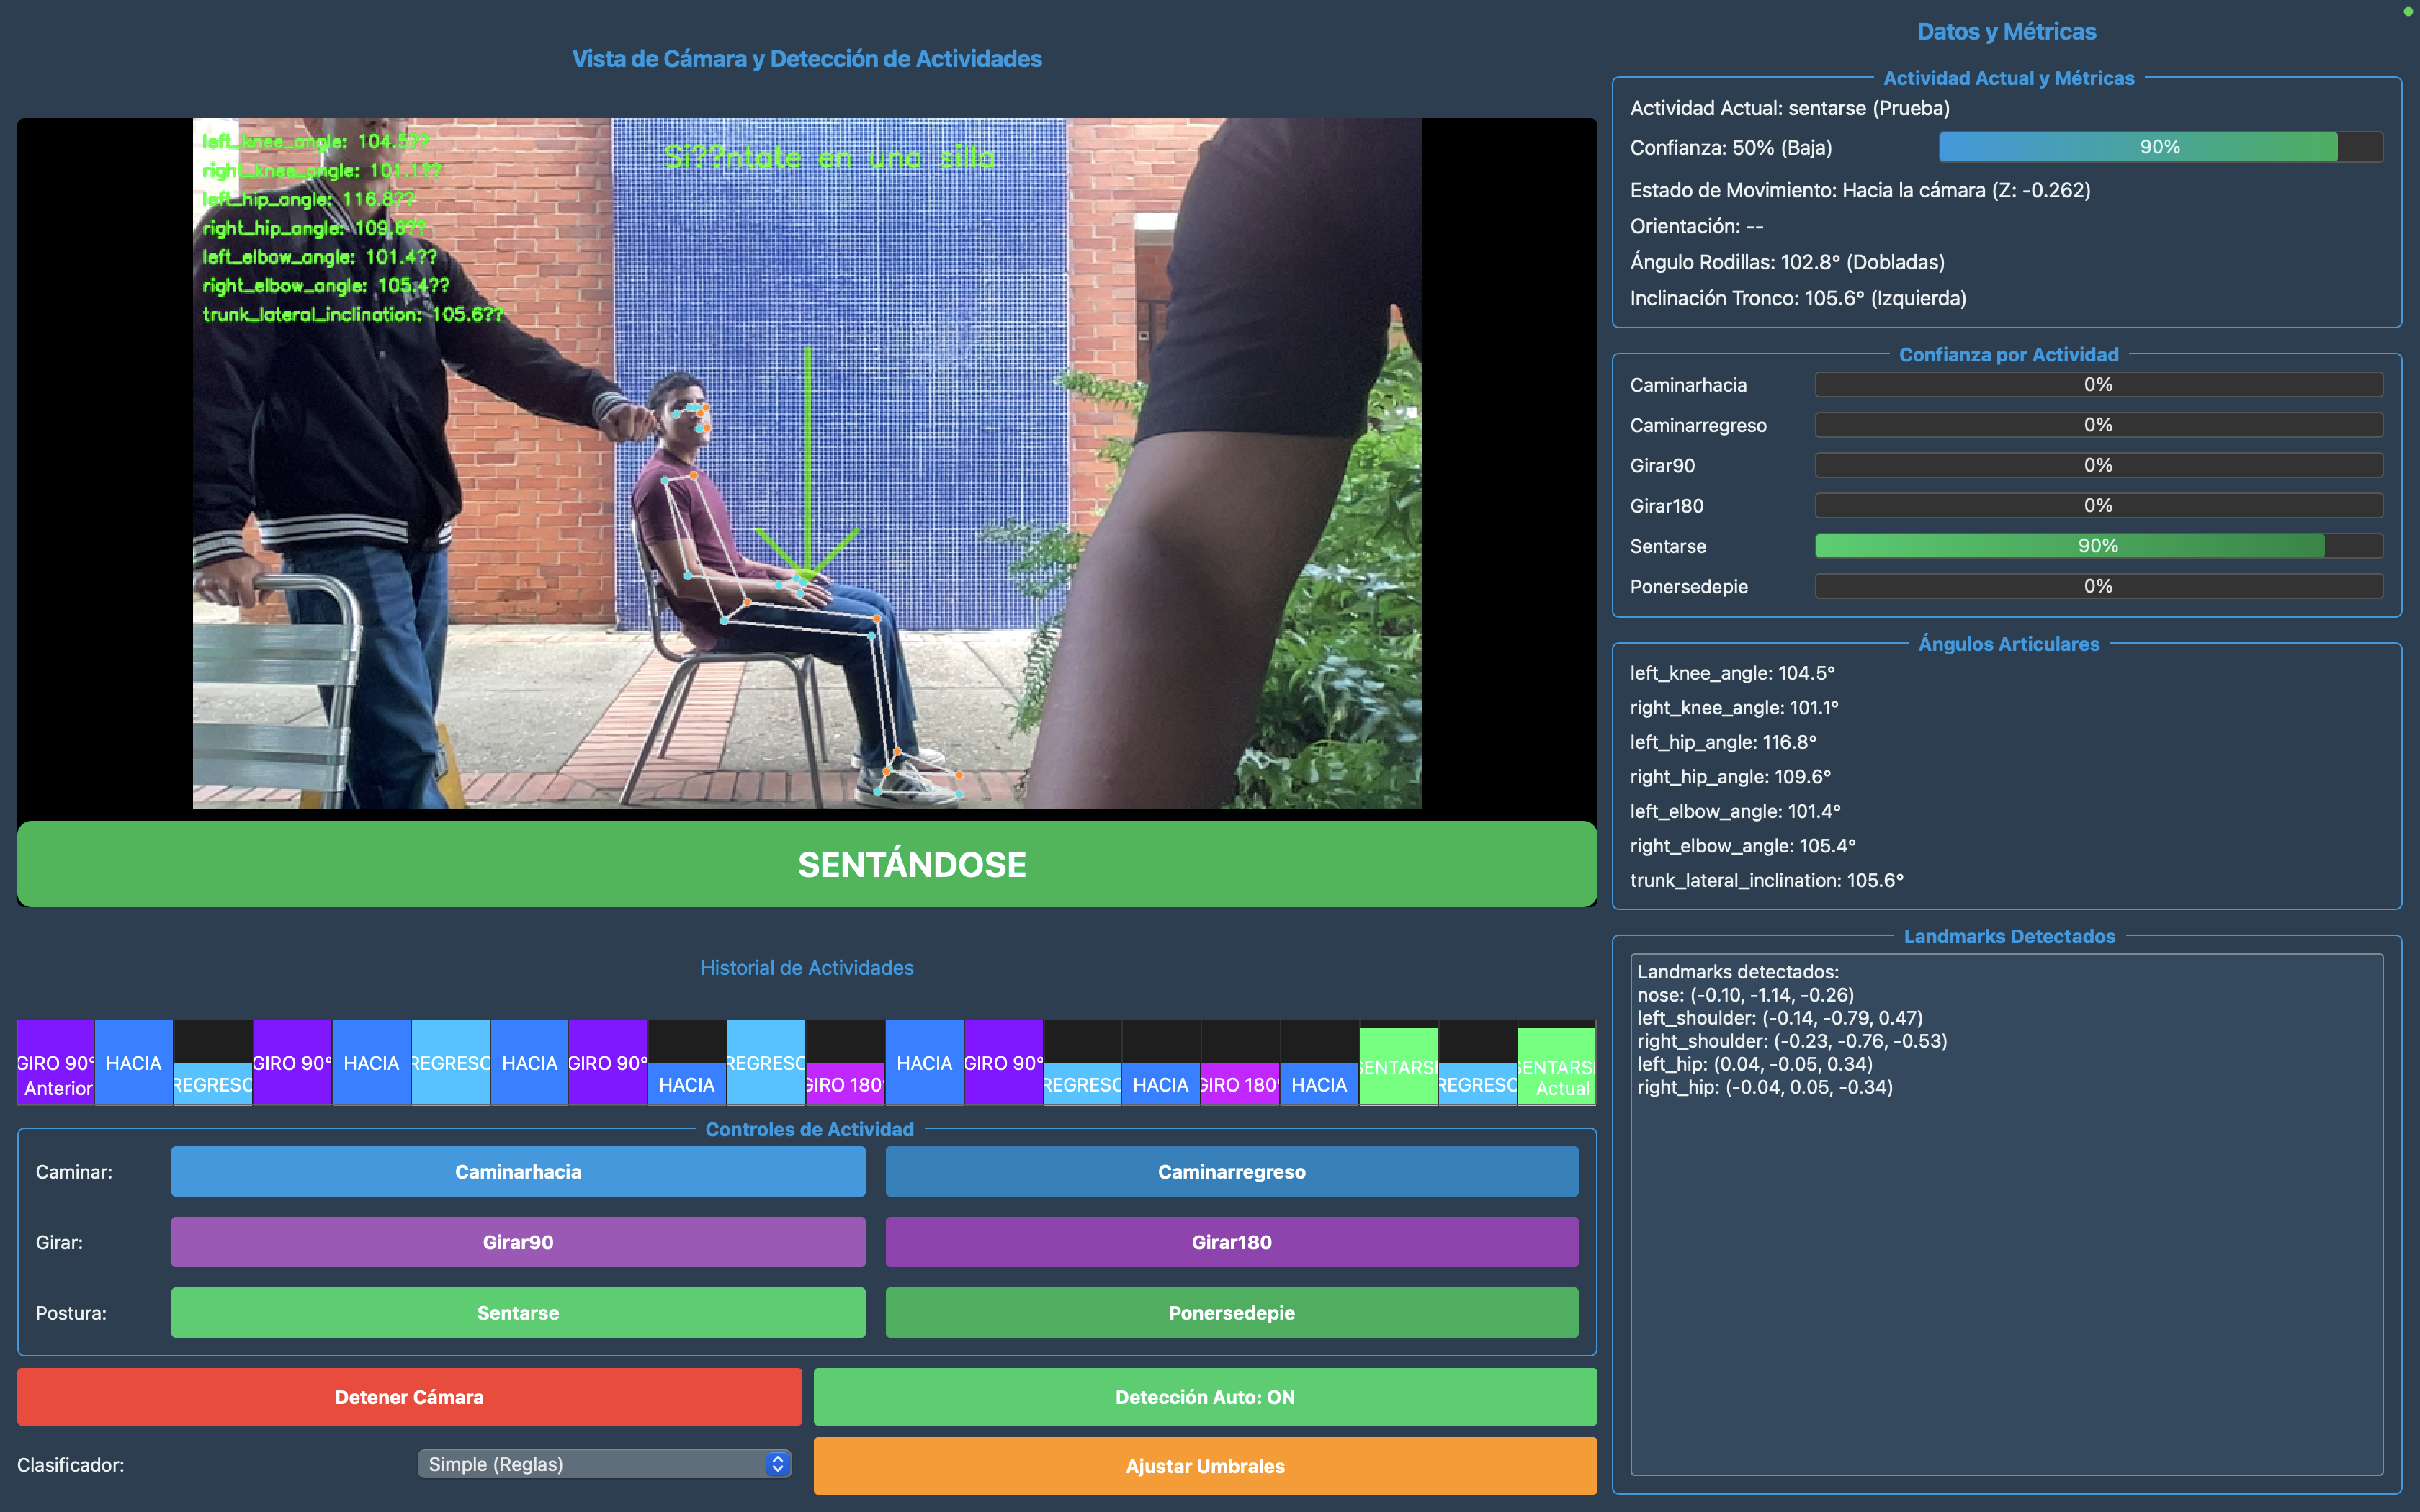 Vista de Cámara y Detección de Actividades
left_knee_angle: 104.5??
right_knee_angle: 101.1??
left_hip_angle: 116.8??
right_hip_angle: 109.6??
left_elbow_angle: 101.4??
right_elbow_angle: 105.4??
trunk_lateral_inclination: 105.6??
Si??ntate en una silla
SENTÁNDOSE
Historial de Actividades
GIRO 90° HACIA REGRESO GIRO 90° HACIA REGRESO HACIA GIRO 90° HACIA REGRESO GIRO 180° HACIA GIRO 90° REGRESO HACIA GIRO 180° HACIA SENTARSE REGRESO SENTARSE
Anterior Actual
Controles de Actividad
Caminar: Caminarhacia Caminarregreso
Girar: Girar90 Girar180
Postura: Sentarse Ponersedepie
Detener Cámara Detección Auto: ON
Clasificador: Simple (Reglas) Ajustar Umbrales
Datos y Métricas
Actividad Actual y Métricas
Actividad Actual: sentarse (Prueba)
Confianza: 50% (Baja) 90%
Estado de Movimiento: Hacia la cámara (Z: -0.262)
Orientación: --
Ángulo Rodillas: 102.8° (Dobladas)
Inclinación Tronco: 105.6° (Izquierda)
Confianza por Actividad
Caminarhacia 0%
Caminarregreso 0%
Girar90 0%
Girar180 0%
Sentarse 90%
Ponersedepie 0%
Ángulos Articulares
left_knee_angle: 104.5°
right_knee_angle: 101.1°
left_hip_angle: 116.8°
right_hip_angle: 109.6°
left_elbow_angle: 101.4°
right_elbow_angle: 105.4°
trunk_lateral_inclination: 105.6°
Landmarks Detectados
Landmarks detectados:
nose: (-0.10, -1.14, -0.26)
left_shoulder: (-0.14, -0.79, 0.47)
right_shoulder: (-0.23, -0.76, -0.53)
left_hip: (0.04, -0.05, 0.34)
right_hip: (-0.04, 0.05, -0.34)